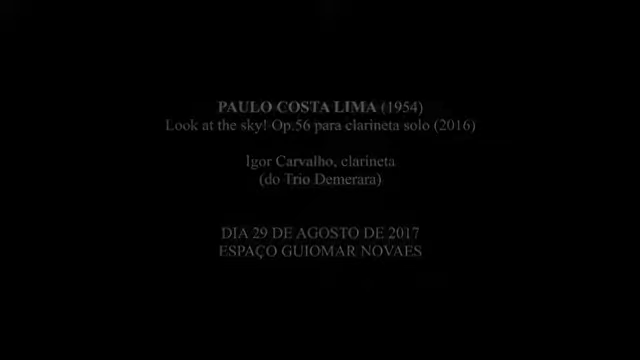 PAULO COSTA LIMA (1954)
Look at the sky! Op.56 para clarineta solo (2016)
Igor Carvalho, clarineta
(do Trio Demerara)
DIA 29 DE AGOSTO DE 2017
ESPAÇO GUIOMAR NOVAES